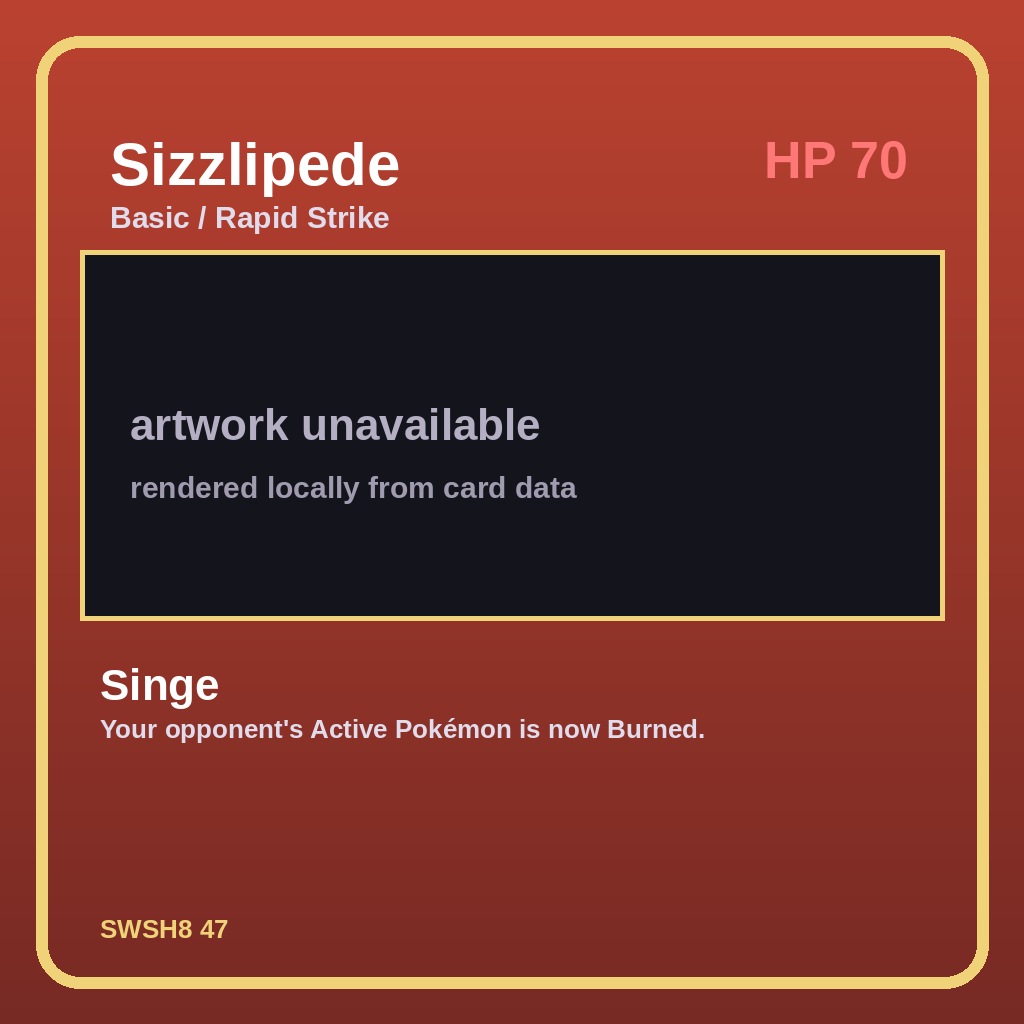 Sizzlipede
HP 70
Basic / Rapid Strike
artwork unavailable
rendered locally from card data
Singe
Your opponent's Active Pokémon is now Burned.
SWSH8 47